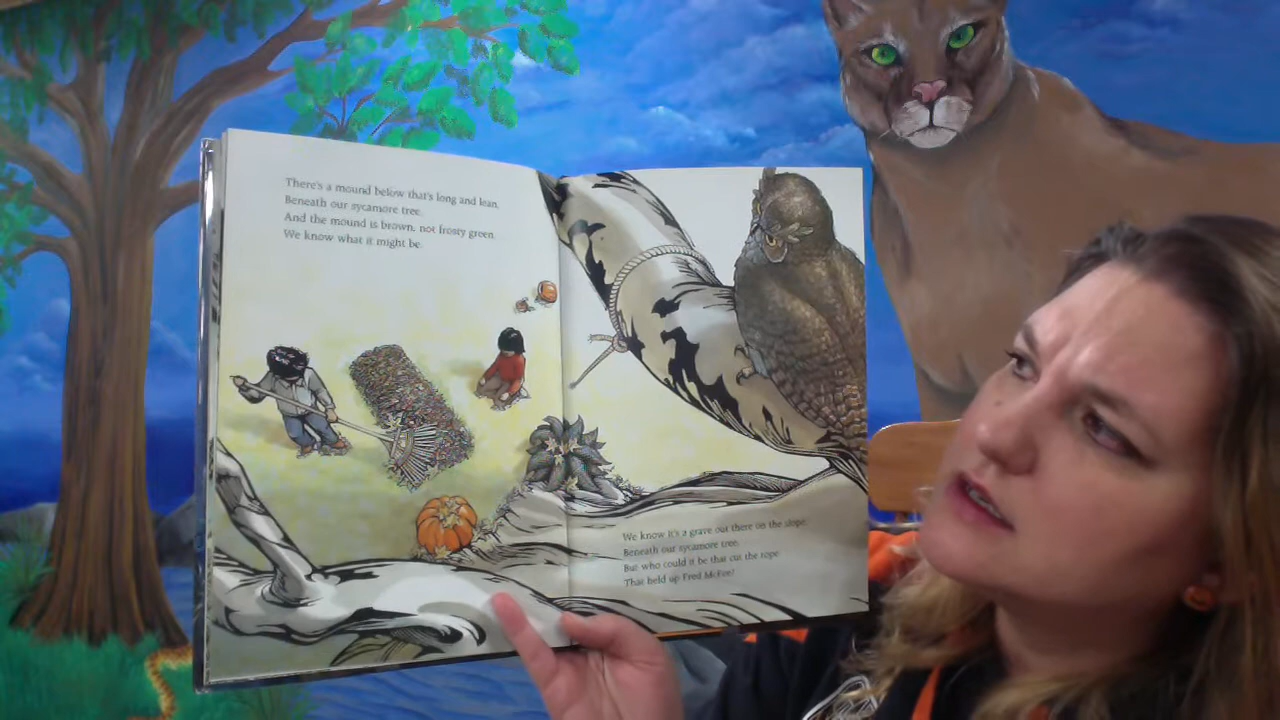 There's a mound below that's long and lean,
Beneath our sycamore tree.
And the mound is brown, not frosty green.
We know what it might be.
We know it's a grave out there on the slope,
Beneath our sycamore tree.
But who could it be that cut the rope
That held up Fred McFee?